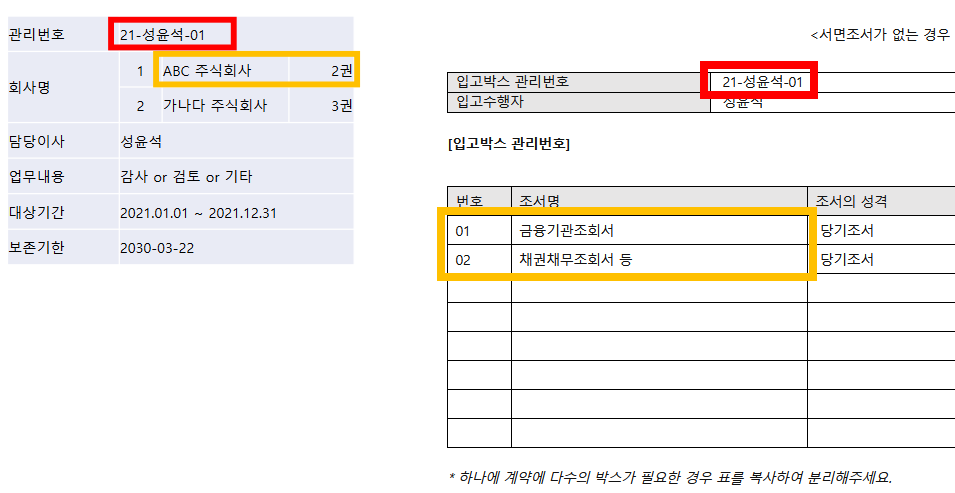 관리번호 21-성윤석-01
회사명
1 ABC 주식회사 2권
2 가나다 주식회사 3권
담당이사 성윤석
업무내용 감사 or 검토 or 기타
대상기간 2021.01.01 ~ 2021.12.31
보존기한 2030-03-22
<서면조서가 없는 경우
입고박스 관리번호 21-성윤석-01
입고수행자 성윤석
[입고박스 관리번호]
번호 조서명 조서의 성격
01 금융기관조회서 당기조서
02 채권채무조회서 등 당기조서
* 하나에 계약에 다수의 박스가 필요한 경우 표를 복사하여 분리해주세요.